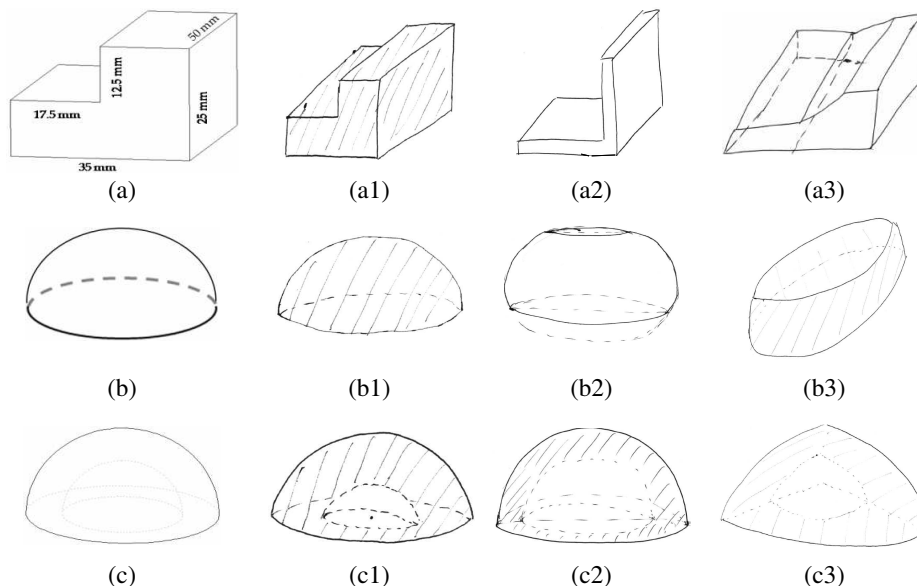 50 mm
12.5 mm
17.5 mm
25 mm
35 mm
(a) (a1) (a2) (a3)
(b) (b1) (b2) (b3)
(c) (c1) (c2) (c3)